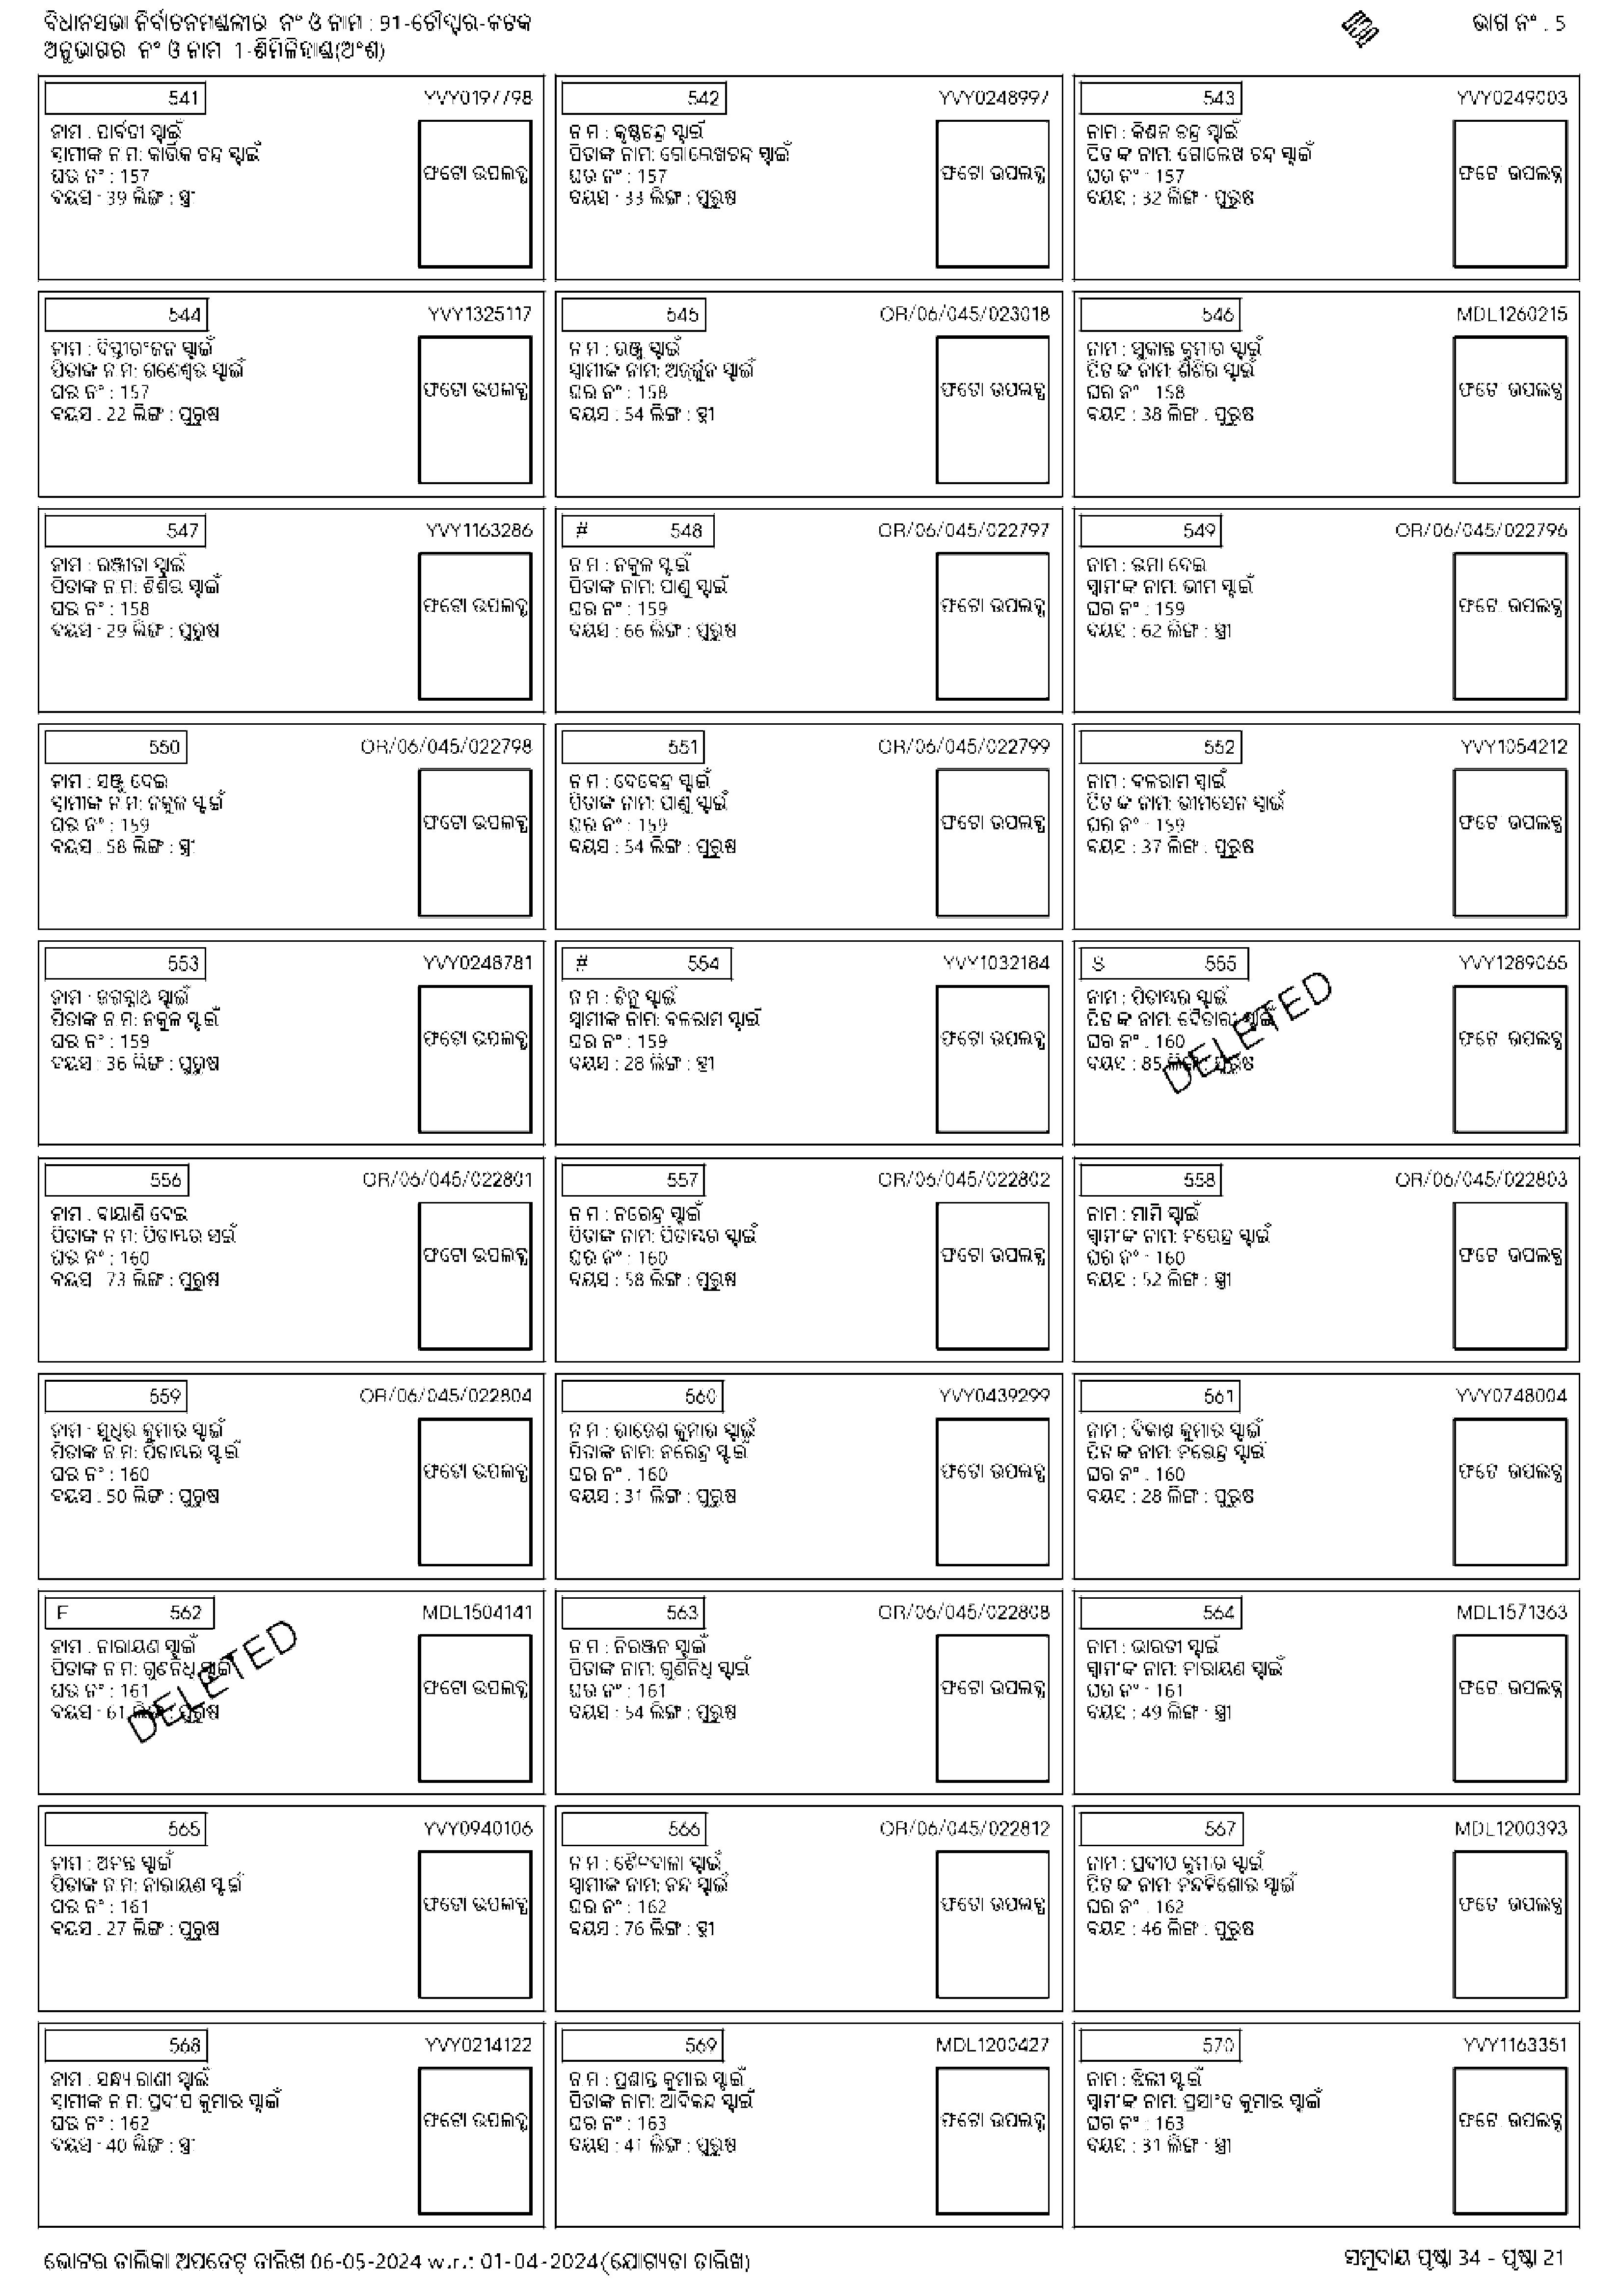 ବିଧାନସଭା ନିର୍ବାଚନମଣ୍ଡଳୀର ନଂ ଓ ନାମ : 91-ଚୌଦ୍ୱାର-କଟକ
ଅନୁଭାଗର ନଂ ଓ ନାମ 1-ଶିମିଳିହାଣ୍ଡ(ଅଂଶ)
ଭାଗ ନଂ . 5
541 YVY0197798
ନାମ : ପାର୍ବତୀ ସ୍ବାଇଁ
ସ୍ୱାମୀଙ୍କ ନାମ: କାର୍ତ୍ତିକ ଚନ୍ଦ୍ର ସ୍ବାଇଁ
ଘର ନଂ : 157
ବୟସ : 39 ଲିଙ୍ଗ : ସ୍ତ୍ରୀ
ଫଟୋ ଉପଲବ୍ଧ
542 YVY0248997
ନାମ : କୃଷ୍ଣଚନ୍ଦ୍ର ସ୍ବାଇଁ
ପିତାଙ୍କ ନାମ: ଗୋଲେଖଚନ୍ଦ୍ର ସ୍ବାଇଁ
ଘର ନଂ : 157
ବୟସ : 33 ଲିଙ୍ଗ : ପୁରୁଷ
ଫଟୋ ଉପଲବ୍ଧ
543 YVY0249003
ନାମ : କିଶନ ଚନ୍ଦ୍ର ସ୍ବାଇଁ
ପିତାଙ୍କ ନାମ: ଗୋଲେଖ ଚନ୍ଦ୍ର ସ୍ବାଇଁ
ଘର ନଂ : 157
ବୟସ : 32 ଲିଙ୍ଗ : ପୁରୁଷ
ଫଟୋ ଉପଲବ୍ଧ
544 YVY1325117
ନାମ : ଦିପ୍ତୀରଂଜନ ସ୍ବାଇଁ
ପିତାଙ୍କ ନାମ: ଗଣେଶ୍ୱର ସ୍ବାଇଁ
ଘର ନଂ : 157
ବୟସ : 22 ଲିଙ୍ଗ : ପୁରୁଷ
ଫଟୋ ଉପଲବ୍ଧ
545 OR/06/045/023018
ନାମ : ରଞ୍ଜୁ ସ୍ବାଇଁ
ସ୍ୱାମୀଙ୍କ ନାମ: ଅର୍ଜ୍ଜୁନ ସ୍ବାଇଁ
ଘର ନଂ : 158
ବୟସ : 54 ଲିଙ୍ଗ : ସ୍ତ୍ରୀ
ଫଟୋ ଉପଲବ୍ଧ
546 MDL1260215
ନାମ : ସୁକାନ୍ତ କୁମାର ସ୍ବାଇଁ
ପିତାଙ୍କ ନାମ: ଶିଶିର ସ୍ବାଇଁ
ଘର ନଂ : 158
ବୟସ : 38 ଲିଙ୍ଗ : ପୁରୁଷ
ଫଟୋ ଉପଲବ୍ଧ
547 YVY1163286
ନାମ : ରଞ୍ଜୀତା ସ୍ବାଇଁ
ପିତାଙ୍କ ନାମ: ଶିଶିର ସ୍ବାଇଁ
ଘର ନଂ : 158
ବୟସ : 29 ଲିଙ୍ଗ : ପୁରୁଷ
ଫଟୋ ଉପଲବ୍ଧ
# 548 OR/06/045/022797
ନାମ : ନକୁଳ ସ୍ବାଇଁ
ପିତାଙ୍କ ନାମ: ପାଣୁ ସ୍ବାଇଁ
ଘର ନଂ : 159
ବୟସ : 66 ଲିଙ୍ଗ : ପୁରୁଷ
ଫଟୋ ଉପଲବ୍ଧ
549 OR/06/045/022796
ନାମ : ରମା ଦେଇ
ସ୍ୱାମୀଙ୍କ ନାମ: ଭୀମ ସ୍ବାଇଁ
ଘର ନଂ : 159
ବୟସ : 62 ଲିଙ୍ଗ : ସ୍ତ୍ରୀ
ଫଟୋ ଉପଲବ୍ଧ
550 OR/06/045/022798
ନାମ : ସଞ୍ଜୁ ଦେଇ
ସ୍ୱାମୀଙ୍କ ନାମ: ନକୁଳ ସ୍ବାଇଁ
ଘର ନଂ : 159
ବୟସ : 58 ଲିଙ୍ଗ : ସ୍ତ୍ରୀ
ଫଟୋ ଉପଲବ୍ଧ
551 OR/06/045/022799
ନାମ : ଦେବେନ୍ଦ୍ର ସ୍ବାଇଁ
ପିତାଙ୍କ ନାମ: ପାଣୁ ସ୍ବାଇଁ
ଘର ନଂ : 159
ବୟସ : 54 ଲିଙ୍ଗ : ପୁରୁଷ
ଫଟୋ ଉପଲବ୍ଧ
552 YVY1054212
ନାମ : ବଳରାମ ସ୍ବାଇଁ
ପିତାଙ୍କ ନାମ: ଭୀମସେନ ସ୍ବାଇଁ
ଘର ନଂ : 159
ବୟସ : 37 ଲିଙ୍ଗ : ପୁରୁଷ
ଫଟୋ ଉପଲବ୍ଧ
553 YVY0248781
ନାମ : ଜଗନ୍ନାଥ ସ୍ବାଇଁ
ପିତାଙ୍କ ନାମ: ନକୁଳ ସ୍ବାଇଁ
ଘର ନଂ : 159
ବୟସ : 36 ଲିଙ୍ଗ : ପୁରୁଷ
ଫଟୋ ଉପଲବ୍ଧ
# 554 YVY1032184
ନାମ : ଟିନୁ ସ୍ବାଇଁ
ସ୍ୱାମୀଙ୍କ ନାମ: ବଳରାମ ସ୍ବାଇଁ
ଘର ନଂ : 159
ବୟସ : 28 ଲିଙ୍ଗ : ସ୍ତ୍ରୀ
ଫଟୋ ଉପଲବ୍ଧ
S 555 YVY1289065
ନାମ : ପିତାମ୍ବର ସ୍ବାଇଁ
ପିତାଙ୍କ ନାମ: ଦୈତାରୀ ସ୍ବାଇଁ
ଘର ନଂ : 160
ବୟସ : 85 ଲିଙ୍ଗ : ପୁରୁଷ
DELETED
ଫଟୋ ଉପଲବ୍ଧ
556 OR/06/045/022801
ନାମ : ବାୟାଣି ଦେଇ
ପିତାଙ୍କ ନାମ: ପିତାମ୍ବର ସାଇଁ
ଘର ନଂ : 160
ବୟସ : 73 ଲିଙ୍ଗ : ପୁରୁଷ
ଫଟୋ ଉପଲବ୍ଧ
557 OR/06/045/022802
ନାମ : ନରେନ୍ଦ୍ର ସ୍ବାଇଁ
ପିତାଙ୍କ ନାମ: ପିତାମ୍ବର ସ୍ବାଇଁ
ଘର ନଂ : 160
ବୟସ : 58 ଲିଙ୍ଗ : ପୁରୁଷ
ଫଟୋ ଉପଲବ୍ଧ
558 OR/06/045/022803
ନାମ : ମାମି ସ୍ବାଇଁ
ସ୍ୱାମୀଙ୍କ ନାମ: ନରେନ୍ଦ୍ର ସ୍ବାଇଁ
ଘର ନଂ : 160
ବୟସ : 52 ଲିଙ୍ଗ : ସ୍ତ୍ରୀ
ଫଟୋ ଉପଲବ୍ଧ
559 OR/06/045/022804
ନାମ : ସୁଧିର କୁମାର ସ୍ବାଇଁ
ପିତାଙ୍କ ନାମ: ପିତାମ୍ବର ସ୍ବାଇଁ
ଘର ନଂ : 160
ବୟସ : 50 ଲିଙ୍ଗ : ପୁରୁଷ
ଫଟୋ ଉପଲବ୍ଧ
560 YVY0439299
ନାମ : ରାଜେଶ କୁମାର ସ୍ବାଇଁ
ପିତାଙ୍କ ନାମ: ନରେନ୍ଦ୍ର ସ୍ବାଇଁ
ଘର ନଂ : 160
ବୟସ : 31 ଲିଙ୍ଗ : ପୁରୁଷ
ଫଟୋ ଉପଲବ୍ଧ
561 YVY0748004
ନାମ : ବିକାଶ କୁମାର ସ୍ବାଇଁ
ପିତାଙ୍କ ନାମ: ନରେନ୍ଦ୍ର ସ୍ବାଇଁ
ଘର ନଂ : 160
ବୟସ : 28 ଲିଙ୍ଗ : ପୁରୁଷ
ଫଟୋ ଉପଲବ୍ଧ
E 562 MDL1504141
ନାମ : ନାରାୟଣ ସ୍ବାଇଁ
ପିତାଙ୍କ ନାମ: ଗୁଣନିଧି ସ୍ବାଇଁ
ଘର ନଂ : 161
ବୟସ : 61 ଲିଙ୍ଗ : ପୁରୁଷ
DELETED
ଫଟୋ ଉପଲବ୍ଧ
563 OR/06/045/022808
ନାମ : ନିରଞ୍ଜନ ସ୍ବାଇଁ
ପିତାଙ୍କ ନାମ: ଗୁଣନିଧି ସ୍ବାଇଁ
ଘର ନଂ : 161
ବୟସ : 54 ଲିଙ୍ଗ : ପୁରୁଷ
ଫଟୋ ଉପଲବ୍ଧ
564 MDL1571363
ନାମ : ଭାରତୀ ସ୍ବାଇଁ
ସ୍ୱାମୀଙ୍କ ନାମ: ନାରାୟଣ ସ୍ବାଇଁ
ଘର ନଂ : 161
ବୟସ : 49 ଲିଙ୍ଗ : ସ୍ତ୍ରୀ
ଫଟୋ ଉପଲବ୍ଧ
565 YVY0940106
ନାମ : ଅନନ୍ତ ସ୍ବାଇଁ
ପିତାଙ୍କ ନାମ: ନାରାୟଣ ସ୍ବାଇଁ
ଘର ନଂ : 161
ବୟସ : 27 ଲିଙ୍ଗ : ପୁରୁଷ
ଫଟୋ ଉପଲବ୍ଧ
566 OR/06/045/022812
ନାମ : ଶୈଳବାଳା ସ୍ବାଇଁ
ସ୍ୱାମୀଙ୍କ ନାମ: ନନ୍ଦ ସ୍ବାଇଁ
ଘର ନଂ : 162
ବୟସ : 76 ଲିଙ୍ଗ : ସ୍ତ୍ରୀ
ଫଟୋ ଉପଲବ୍ଧ
567 MDL1200393
ନାମ : ପ୍ରଦୀପ କୁମାର ସ୍ବାଇଁ
ପିତାଙ୍କ ନାମ: ନନ୍ଦକିଶୋର ସ୍ବାଇଁ
ଘର ନଂ : 162
ବୟସ : 46 ଲିଙ୍ଗ : ପୁରୁଷ
ଫଟୋ ଉପଲବ୍ଧ
568 YVY0214122
ନାମ : ସନ୍ଧ୍ୟା ରାଣୀ ସ୍ବାଇଁ
ସ୍ୱାମୀଙ୍କ ନାମ: ପ୍ରଦୀପ କୁମାର ସ୍ବାଇଁ
ଘର ନଂ : 162
ବୟସ : 40 ଲିଙ୍ଗ : ସ୍ତ୍ରୀ
ଫଟୋ ଉପଲବ୍ଧ
569 MDL1200427
ନାମ : ପ୍ରଶାନ୍ତ କୁମାର ସ୍ବାଇଁ
ପିତାଙ୍କ ନାମ: ଆଦିକନ୍ଦ ସ୍ବାଇଁ
ଘର ନଂ : 163
ବୟସ : 41 ଲିଙ୍ଗ : ପୁରୁଷ
ଫଟୋ ଉପଲବ୍ଧ
570 YVY1163351
ନାମ : ଝିଲୀ ସ୍ବାଇଁ
ସ୍ୱାମୀଙ୍କ ନାମ: ପ୍ରସାଂତ କୁମାର ସ୍ବାଇଁ
ଘର ନଂ : 163
ବୟସ : 31 ଲିଙ୍ଗ : ସ୍ତ୍ରୀ
ଫଟୋ ଉପଲବ୍ଧ
ଭୋଟର ତାଲିକା ଅପଡେଟ୍ ତାରିଖ 06-05-2024 w.r.: 01-04-2024(ଯୋଗ୍ୟତା ତାରିଖ)
ସମୁଦାୟ ପୃଷ୍ଠା 34 - ପୃଷ୍ଠା 21